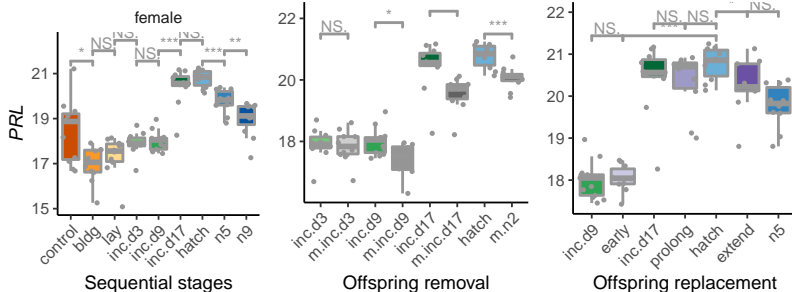 female
NS.
NS.
*
NS.
NS.
***
***
**
PRL
21
19
17
15
control
bldg
lay
inc.d3
inc.d9
inc.d17
hatch
n5
n9
Sequential stages
NS.
*
NS.
***
22
20
18
inc.d3
m.inc.d3
inc.d9
m.inc.d9
inc.d17
m.inc.d17
hatch
m.n2
Offspring removal
NS.
NS.
NS.
NS.
***
22
21
20
19
18
inc.d9
early
inc.d17
prolong
hatch
extend
n5
Offspring replacement